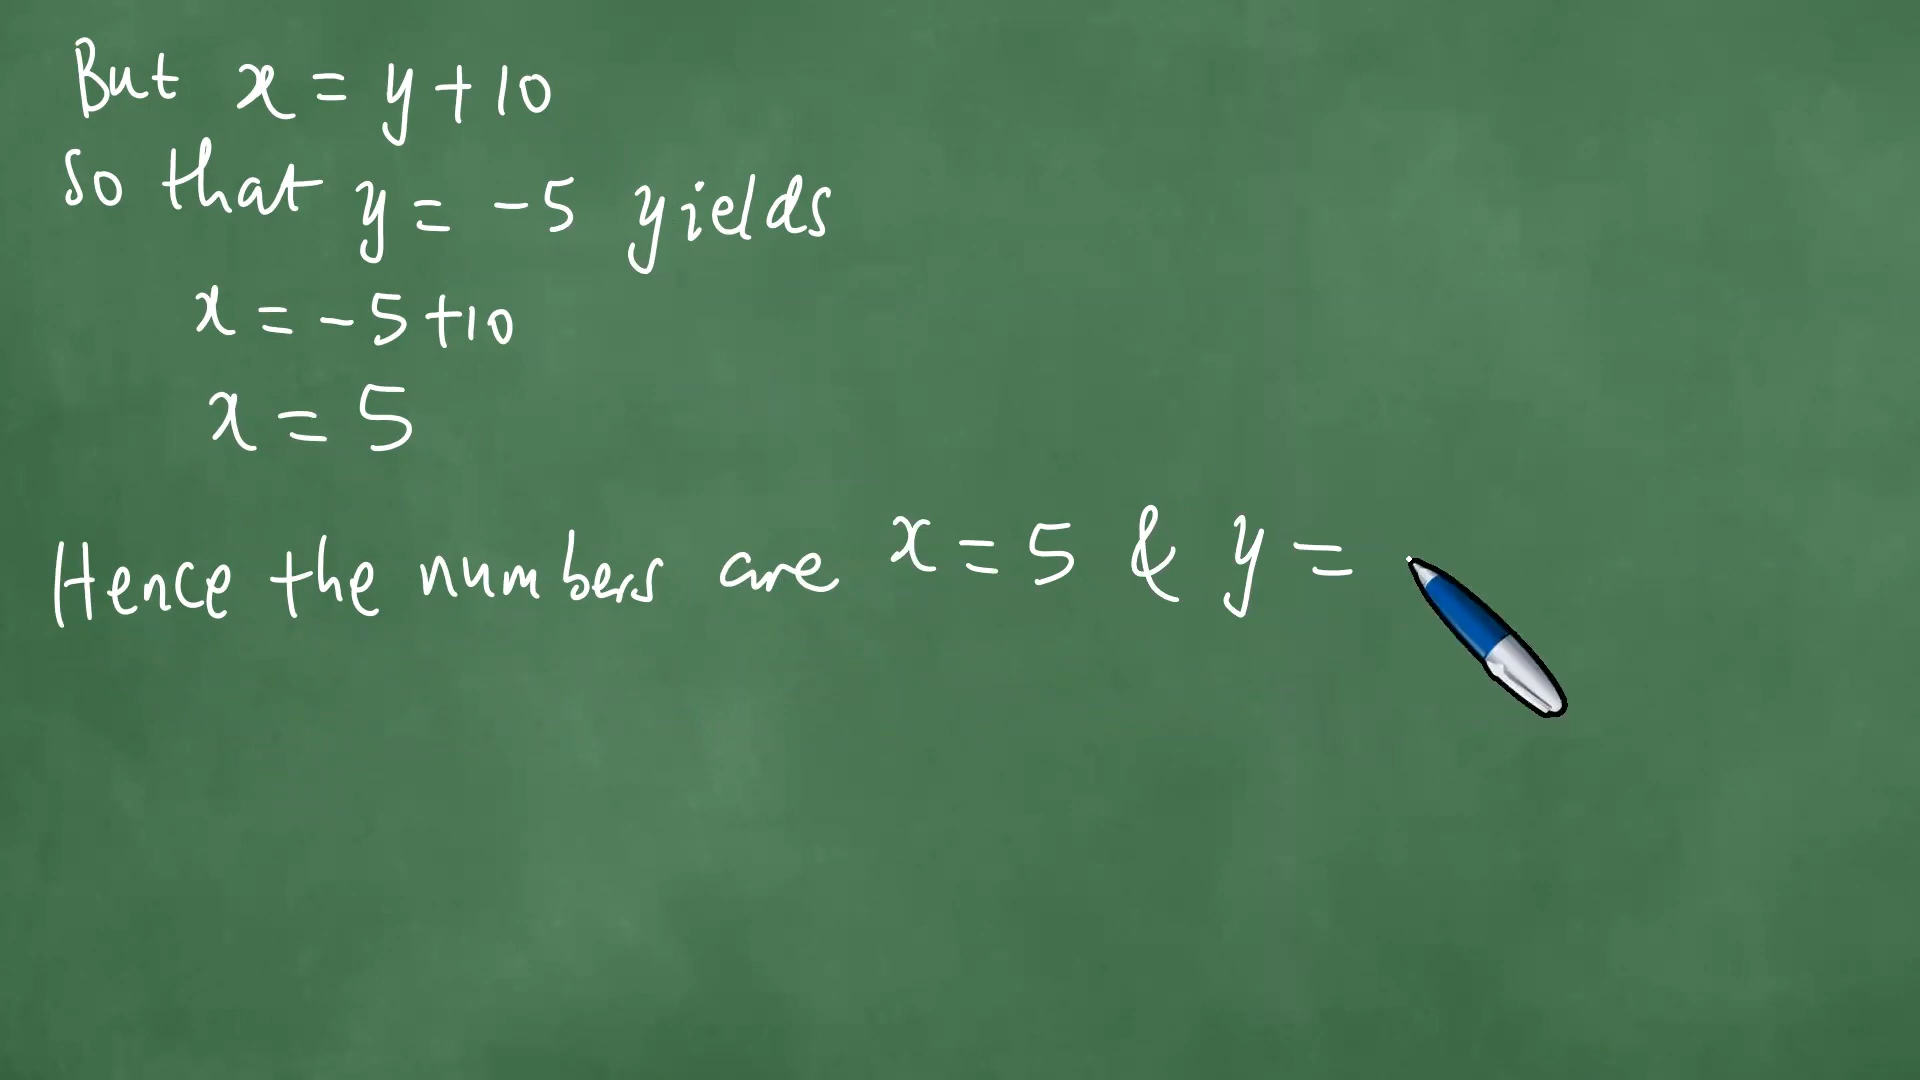 But x = y + 10
So that y = -5 yields
x = -5 + 10
x = 5
Hence the numbers are x = 5 & y =